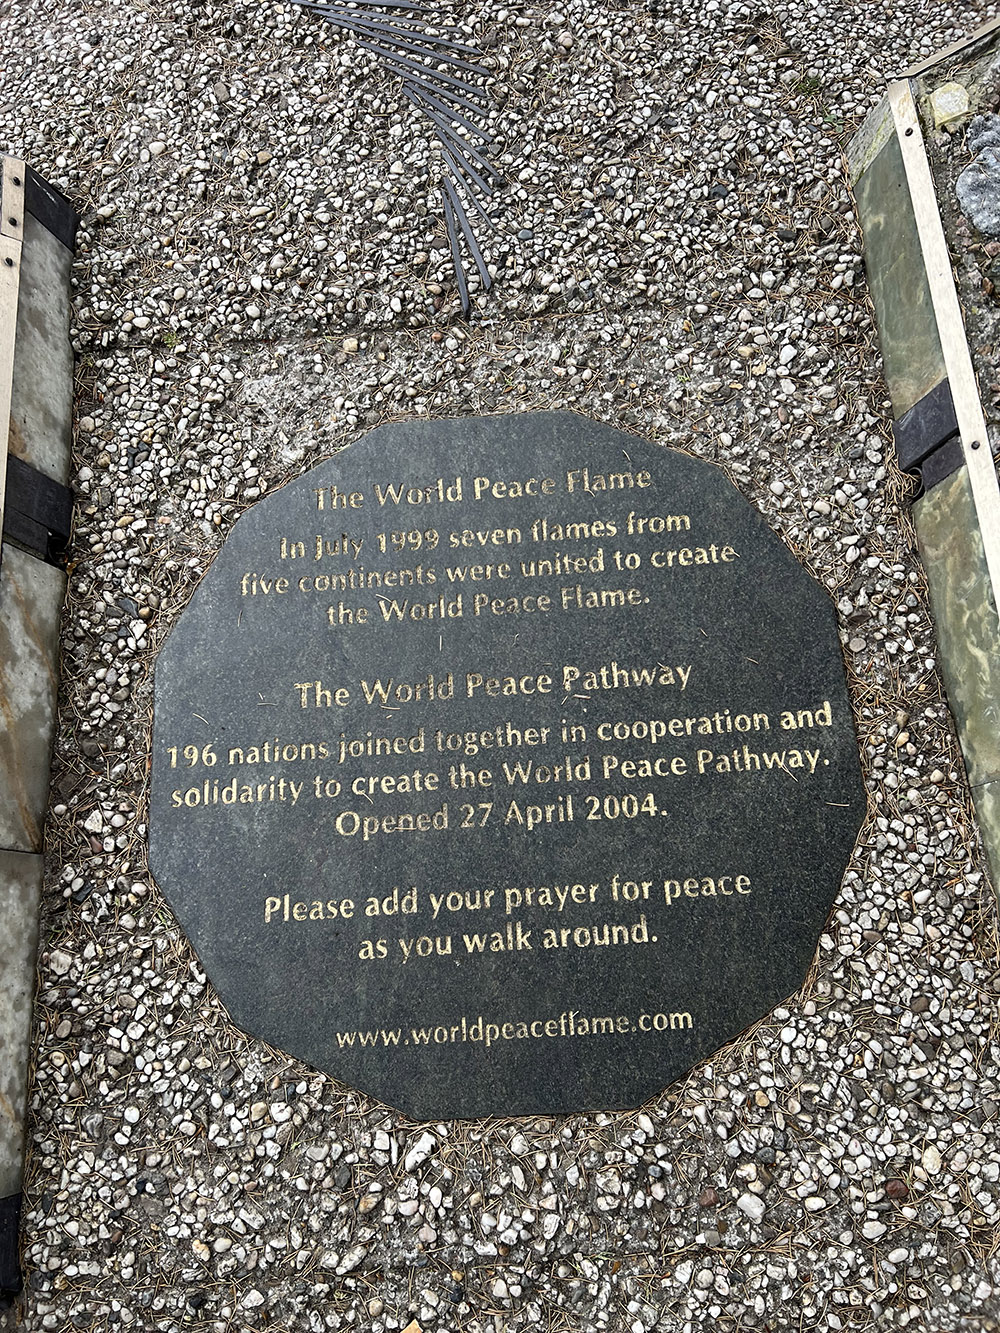 The World Peace Flame
In July 1999 seven flames from
five continents were united to create
the World Peace Flame.
The World Peace Pathway
196 nations joined together in cooperation and
solidarity to create the World Peace Pathway.
Opened 27 April 2004.
Please add your prayer for peace
as you walk around.
www.worldpeaceflame.com